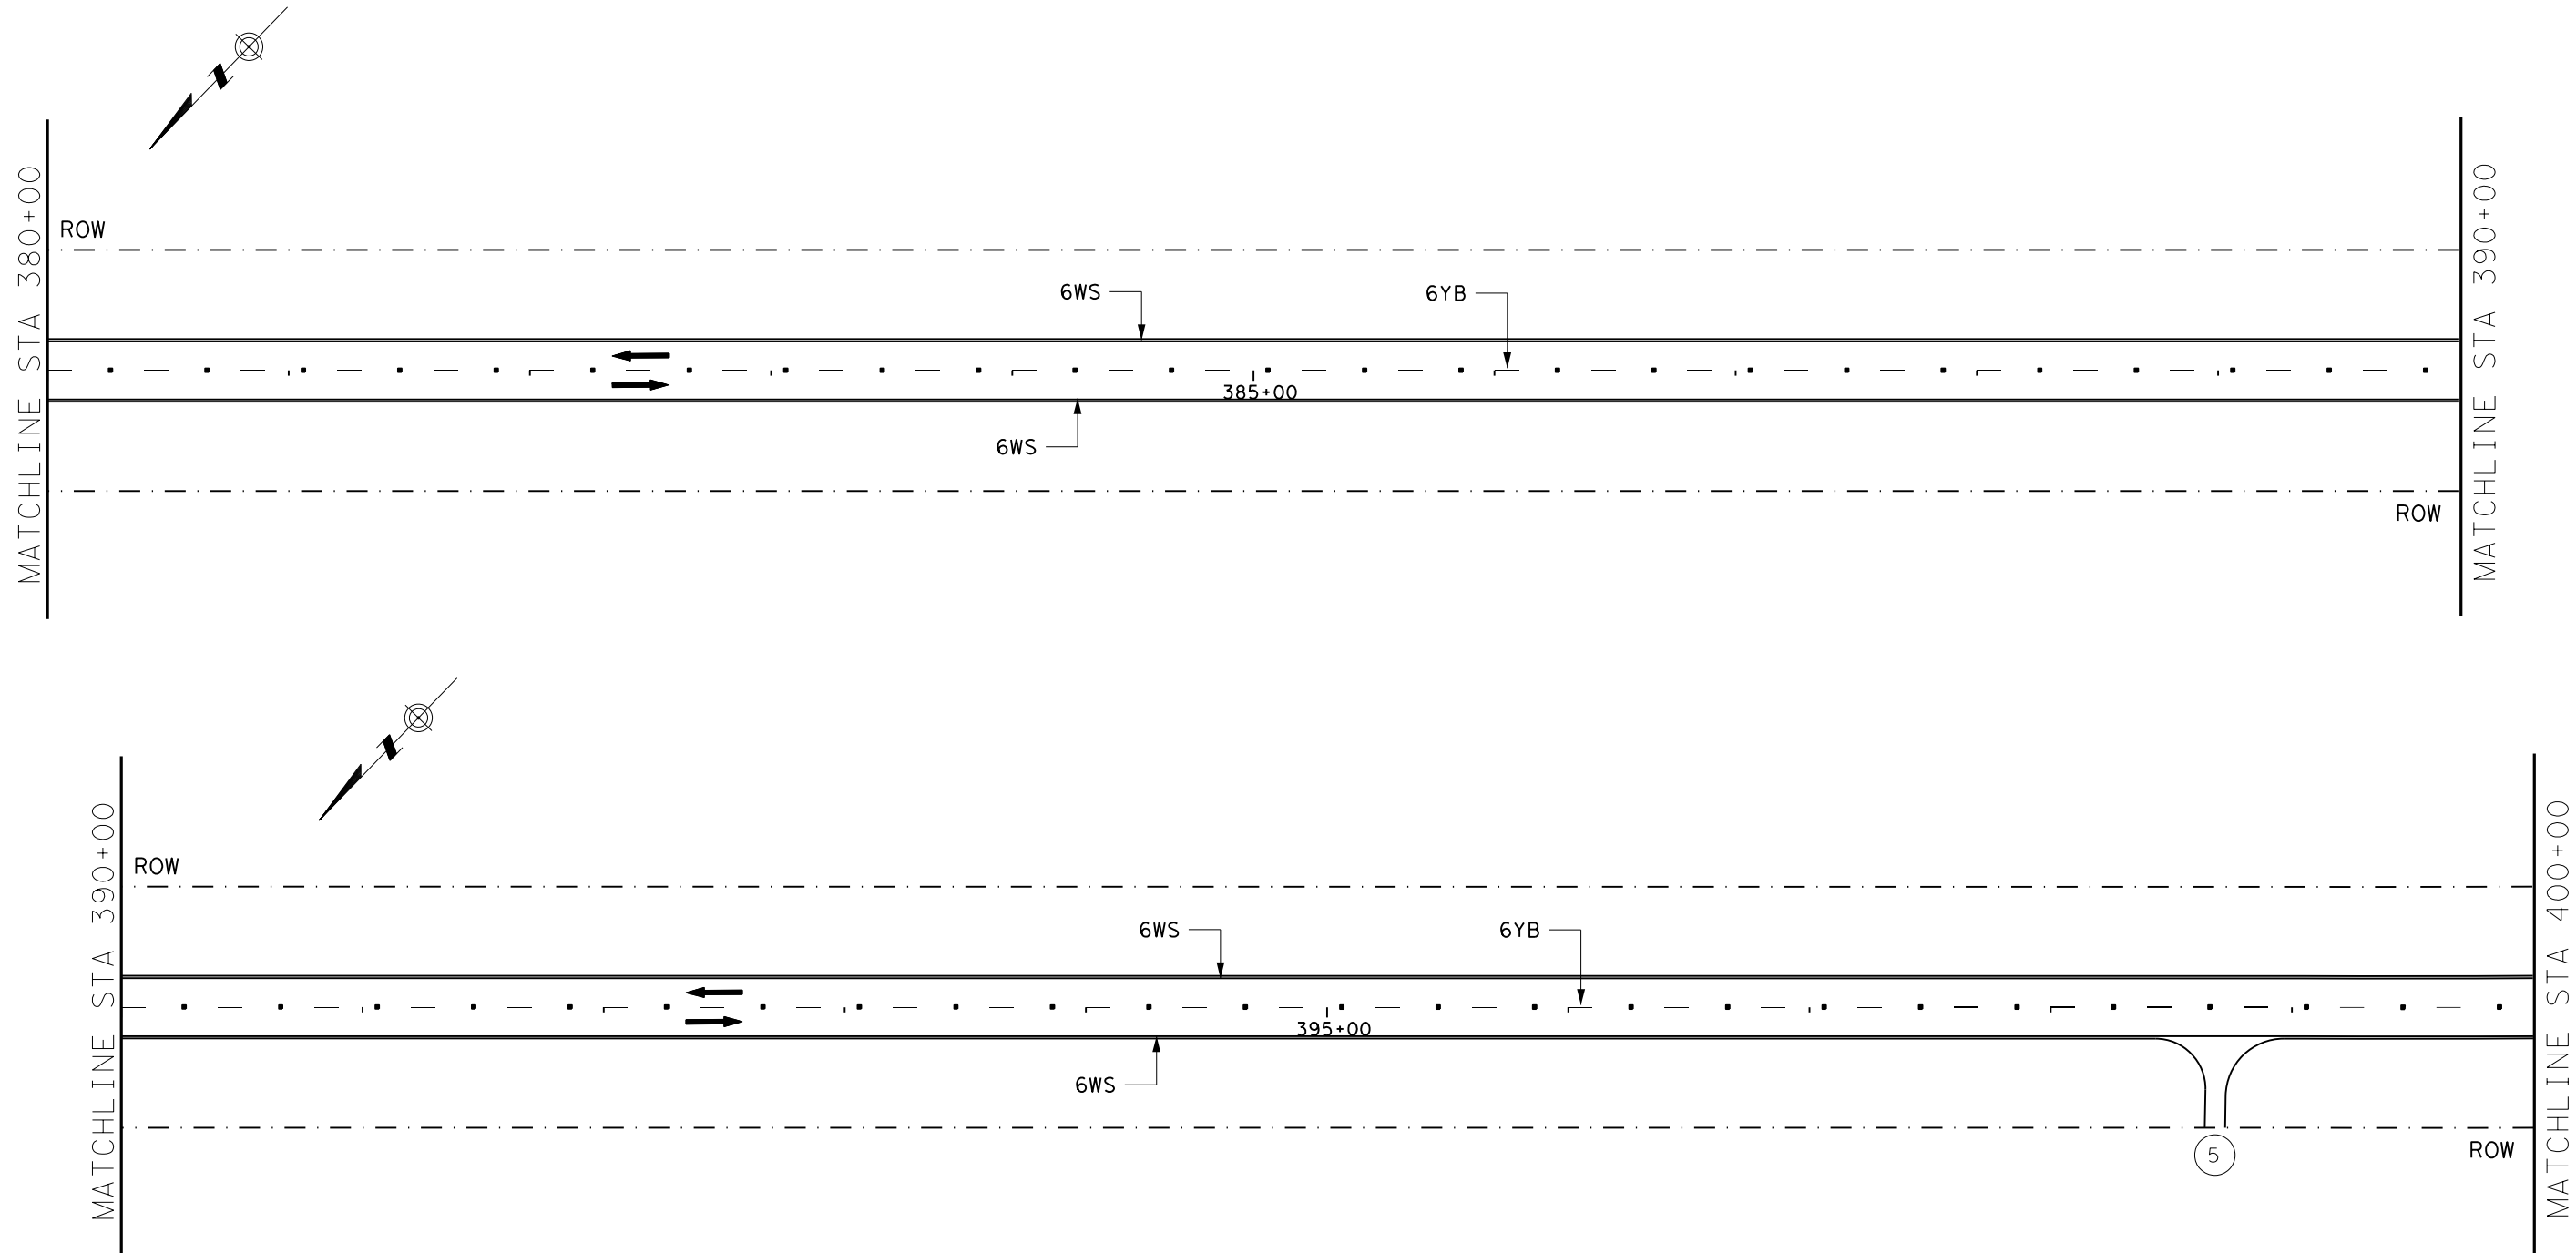 MATCHLINE STA 380+00
ROW
6WS
6YB
385+00
6WS
ROW
MATCHLINE STA 390+00
MATCHLINE STA 390+00
ROW
6WS
6YB
395+00
6WS
5
ROW
MATCHLINE STA 400+00